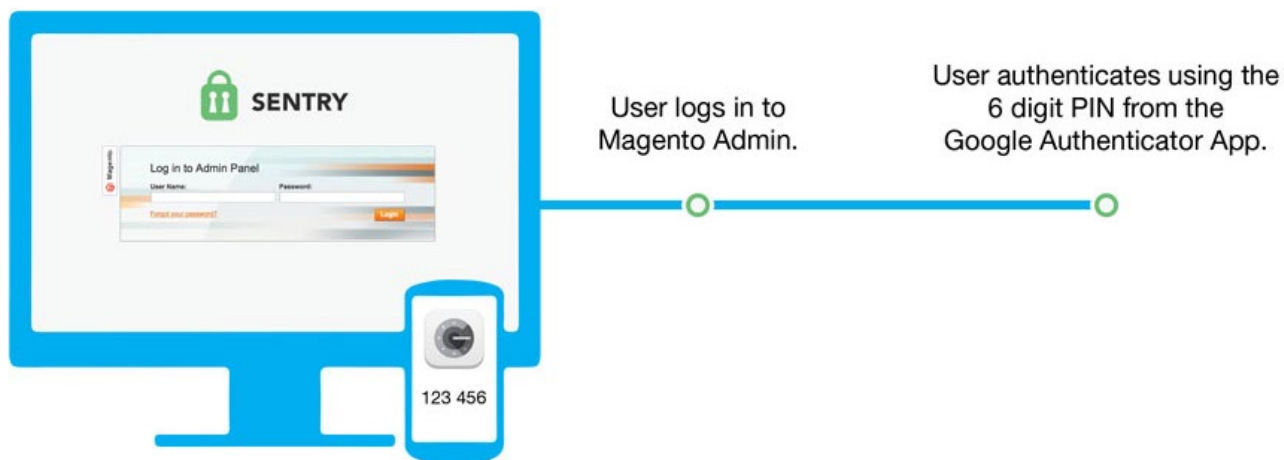 SENTRY
Magento
Log in to Admin Panel
User Name:
Password:
Forgot your password?
Login
123 456
User logs in to
Magento Admin.
User authenticates using the
6 digit PIN from the
Google Authenticator App.